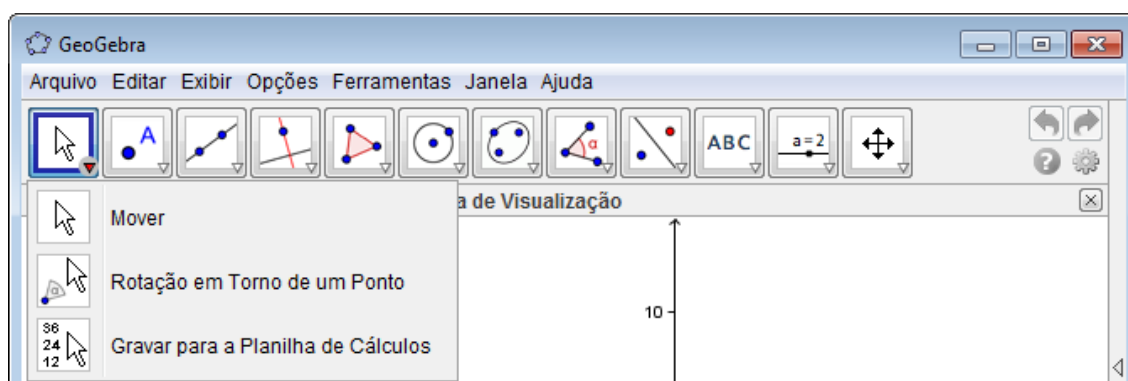 GeoGebra
Arquivo Editar Exibir Opções Ferramentas Janela Ajuda
A
α
ABC
a=2
a de Visualização
Mover
Rotação em Torno de um Ponto
36
24
12
Gravar para a Planilha de Cálculos
10